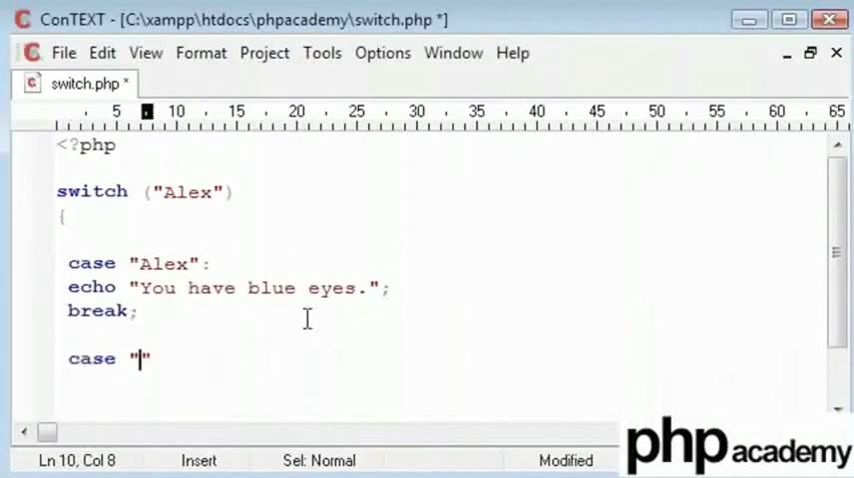 ConTEXT - [C:\xampp\htdocs\phpacademy\switch.php *]
File Edit View Format Project Tools Options Window Help
switch.php *
5 10 15 20 25 30 35 40 45 50 55 60 65
<?php
switch ("Alex")
{
case "Alex":
echo "You have blue eyes.";
break;
case ""
Ln 10, Col 8 Insert Sel: Normal Modified
php academy